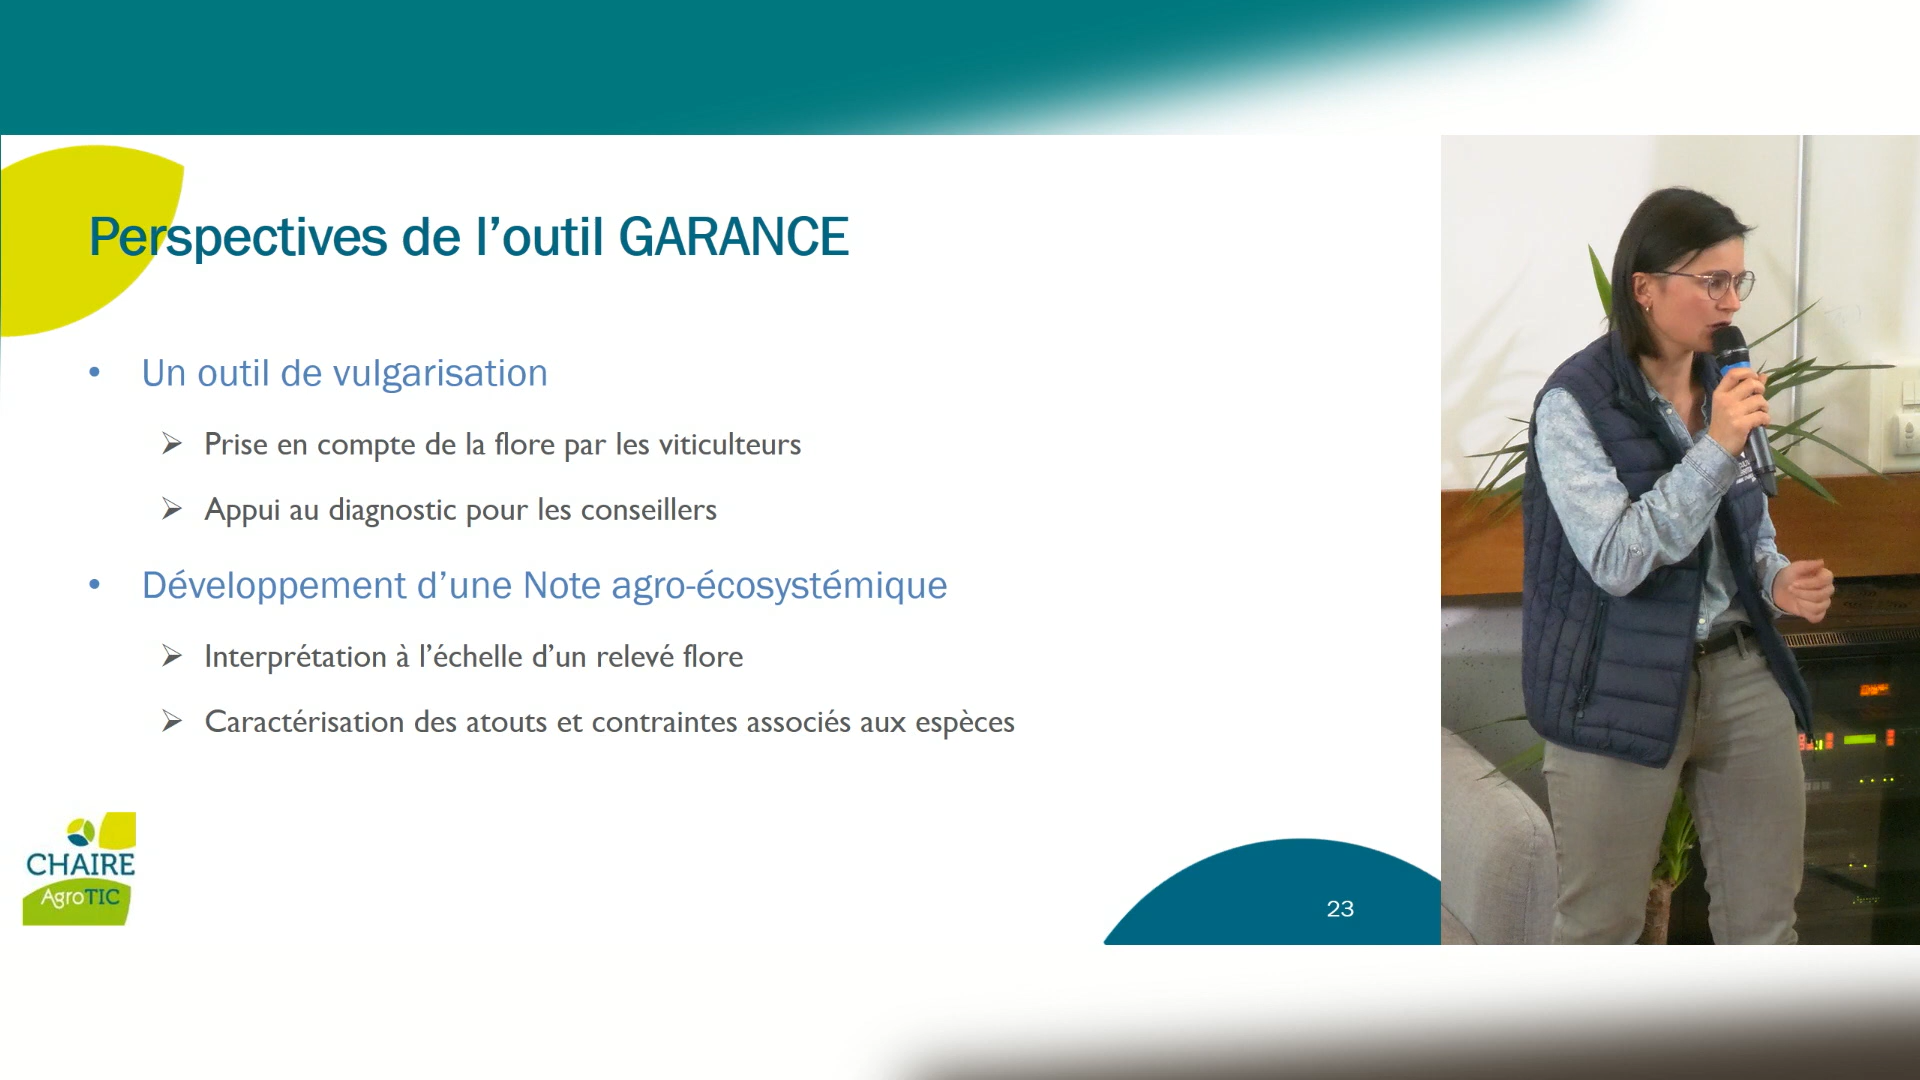 Perspectives de l’outil GARANCE
• Un outil de vulgarisation
➢ Prise en compte de la flore par les viticulteurs
➢ Appui au diagnostic pour les conseillers
• Développement d’une Note agro-écosystémique
➢ Interprétation à l’échelle d’un relevé flore
➢ Caractérisation des atouts et contraintes associés aux espèces
CHAIRE
AgroTIC
23